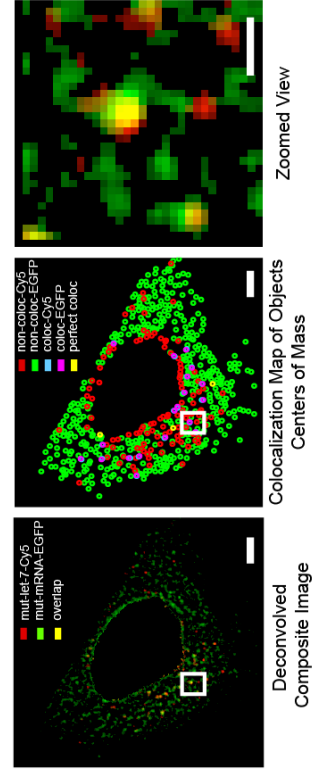 mut-let-7-Cy5
mut-mRNA-EGFP
overlap
Deconvolved
Composite Image
non-coloc-Cy5
non-coloc-EGFP
coloc-Cy5
coloc-EGFP
perfect coloc
Colocalization Map of Objects
Centers of Mass
Zoomed View